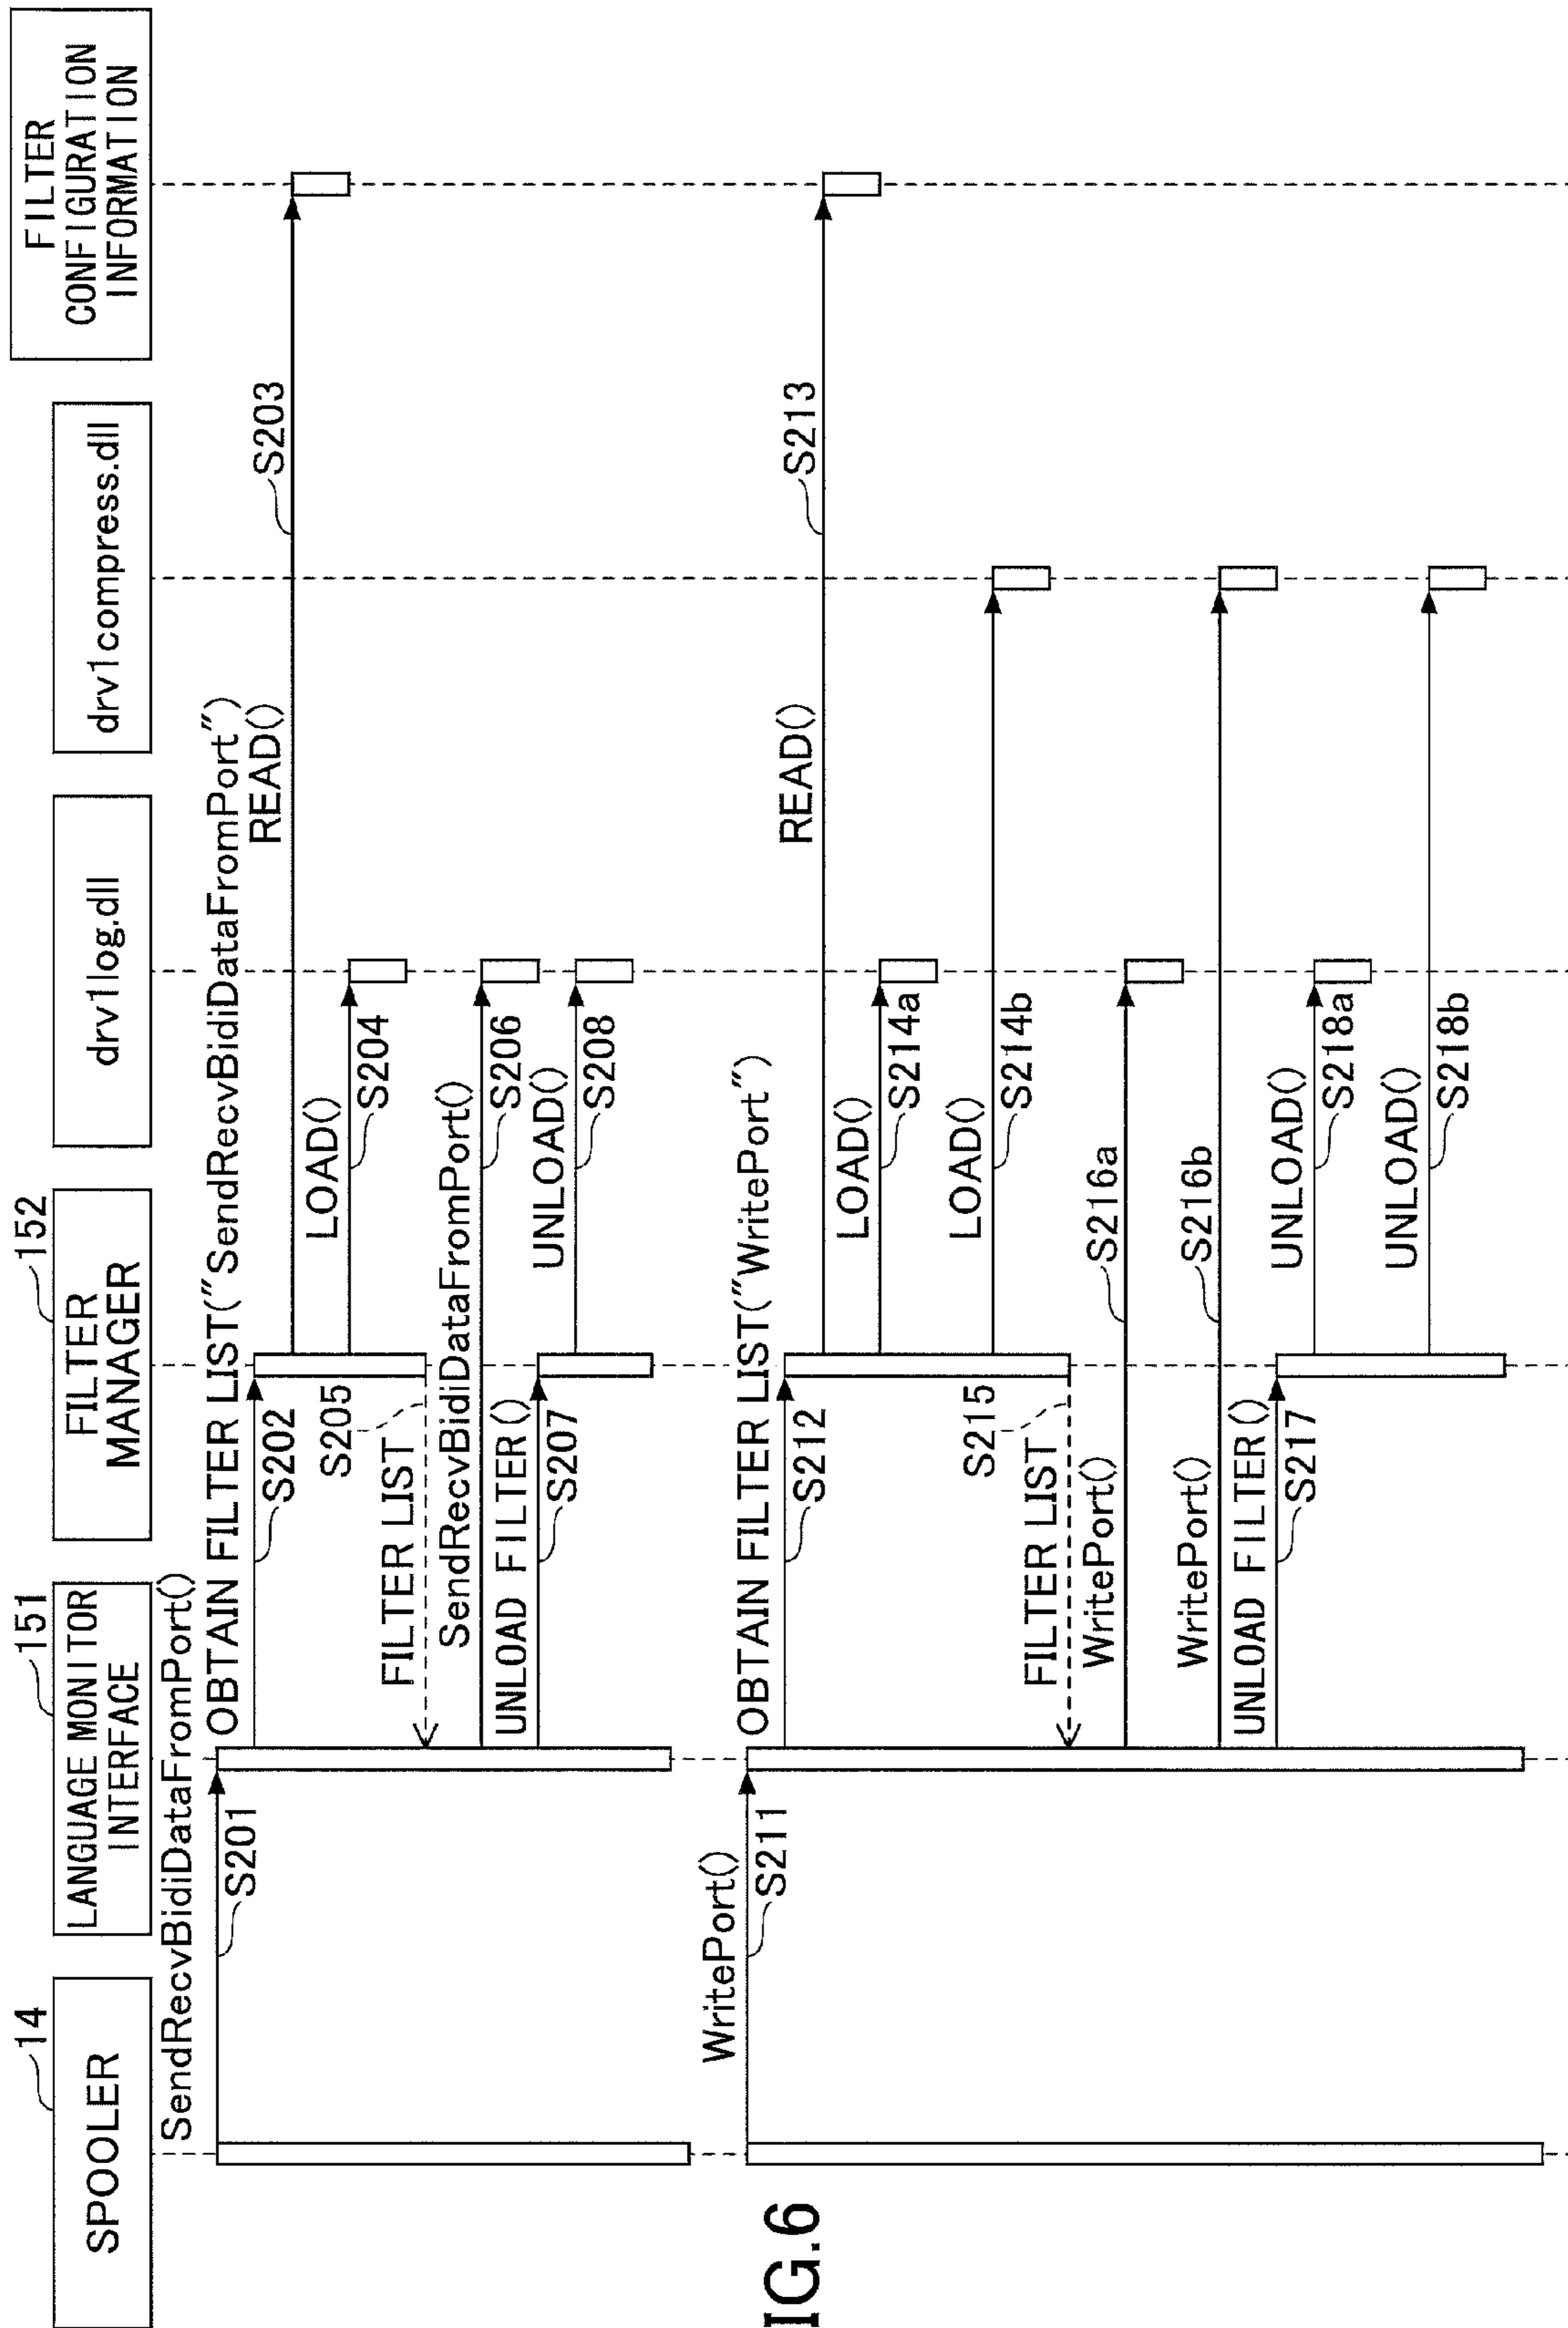 14
SPOOLER
151
LANGUAGE MONITOR
INTERFACE
152
FILTER
MANAGER
drv1log.dll
drv1compress.dll
FILTER
CONFIGURATION
INFORMATION
SendRecvBidiDataFromPort()
S201
OBTAIN FILTER LIST("SendRecvBidiDataFromPort")
S202
READ()
S203
LOAD()
S204
S205
FILTER LIST
SendRecvBidiDataFromPort()
S206
UNLOAD FILTER()
S207
UNLOAD()
S208
WritePort()
S211
OBTAIN FILTER LIST("WritePort")
S212
READ()
S213
LOAD()
S214a
LOAD()
S214b
S215
FILTER LIST
WritePort()
S216a
WritePort()
S216b
UNLOAD FILTER()
S217
UNLOAD()
S218a
UNLOAD()
S218b
IG.6